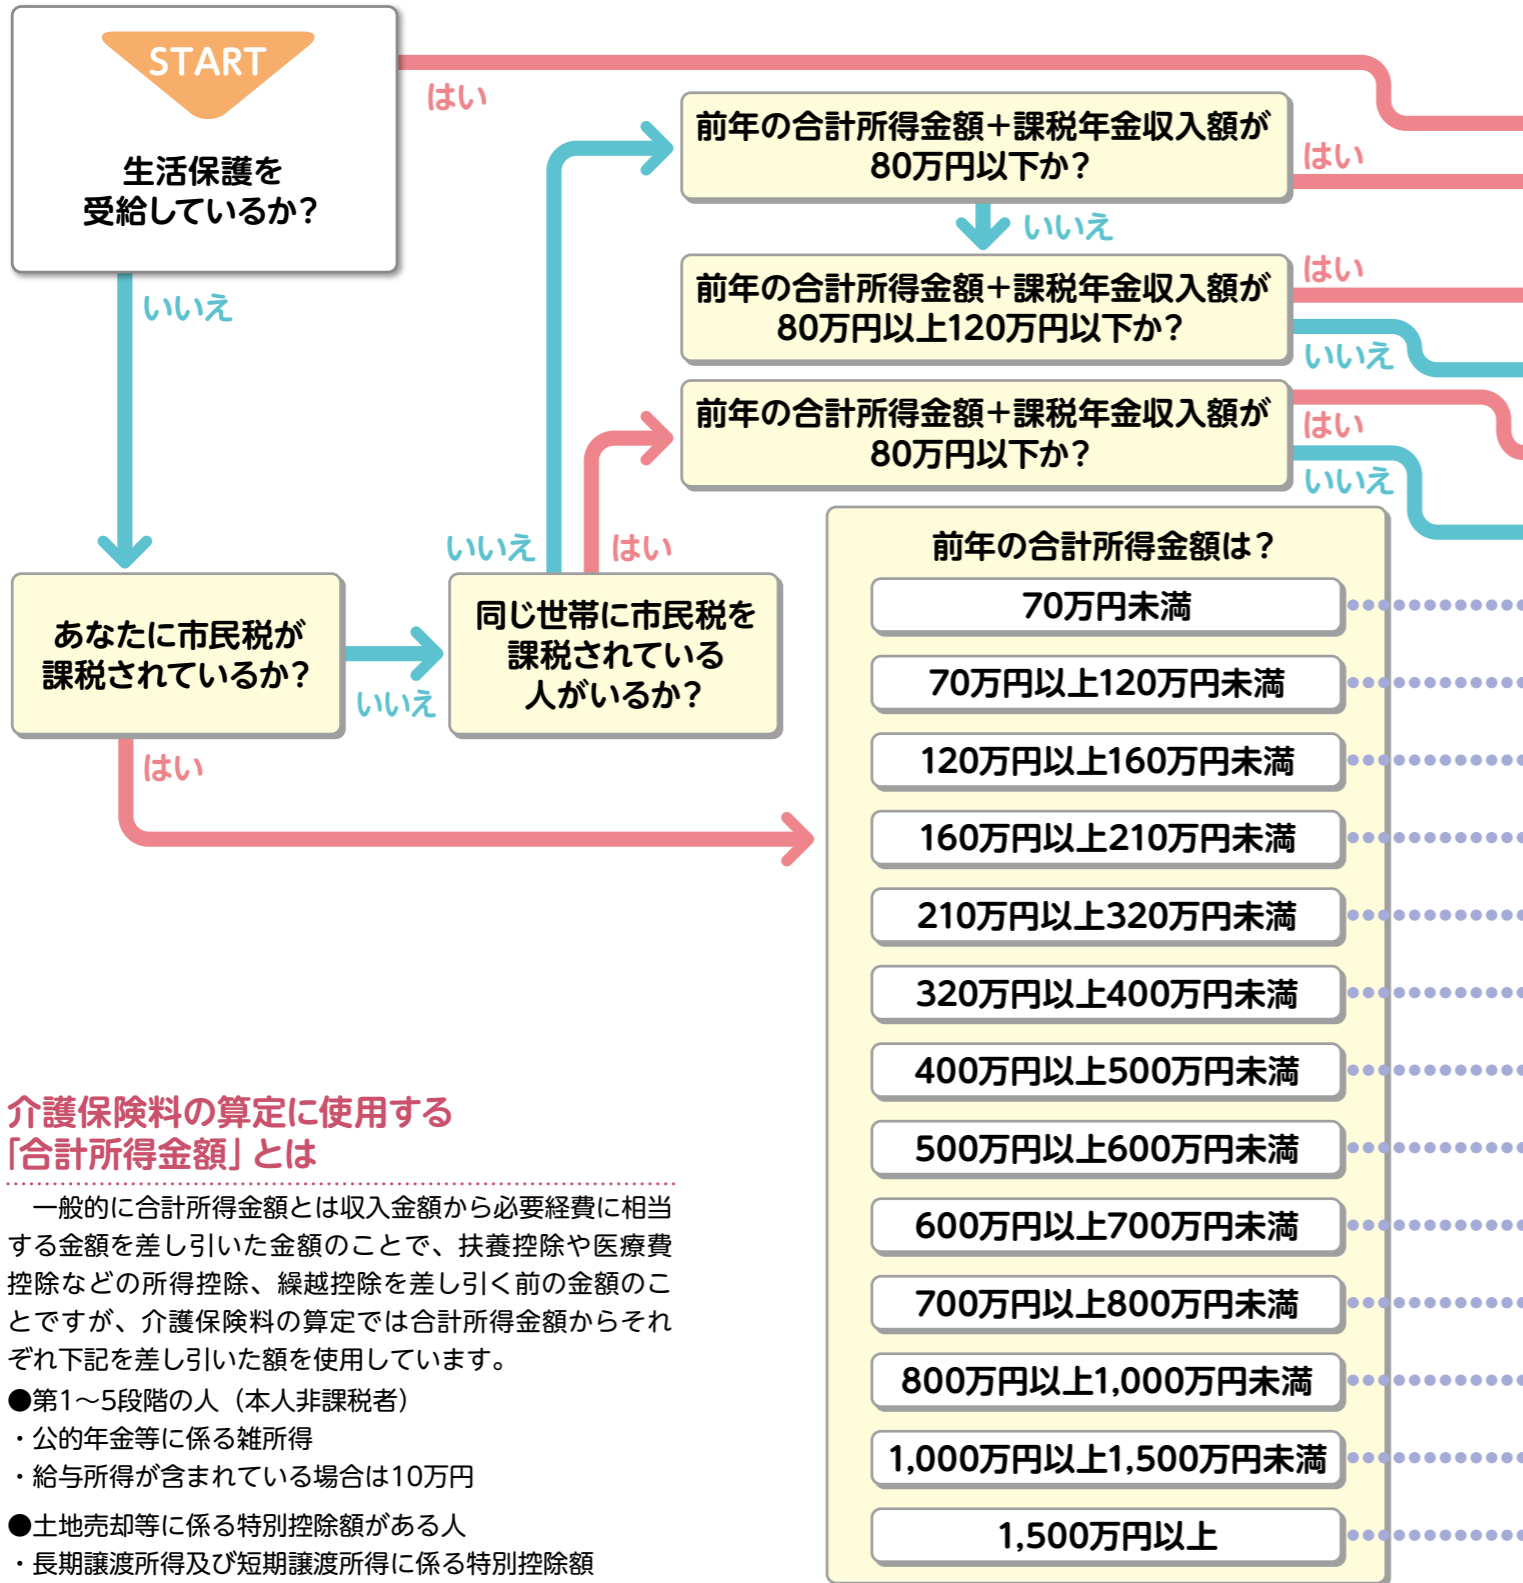 START
生活保護を
受給しているか？
はい
いいえ
あなたに市民税が
課税されているか？
いいえ
はい
同じ世帯に市民税を
課税されている
人がいるか？
いいえ
はい
前年の合計所得金額＋課税年金収入額が
80万円以下か？
はい
いいえ
前年の合計所得金額＋課税年金収入額が
80万円以上120万円以下か？
はい
いいえ
前年の合計所得金額＋課税年金収入額が
80万円以下か？
はい
いいえ
前年の合計所得金額は？
70万円未満
70万円以上120万円未満
120万円以上160万円未満
160万円以上210万円未満
210万円以上320万円未満
320万円以上400万円未満
400万円以上500万円未満
500万円以上600万円未満
600万円以上700万円未満
700万円以上800万円未満
800万円以上1,000万円未満
1,000万円以上1,500万円未満
1,500万円以上
介護保険料の算定に使用する
「合計所得金額」とは
一般的に合計所得金額とは収入金額から必要経費に相当
する金額を差し引いた金額のことで、扶養控除や医療費
控除などの所得控除、繰越控除を差し引く前の金額のこ
とですが、介護保険料の算定では合計所得金額からそれ
ぞれ下記を差し引いた額を使用しています。
●第1～5段階の人（本人非課税者）
・公的年金等に係る雑所得
・給与所得が含まれている場合は10万円
●土地売却等に係る特別控除額がある人
・長期譲渡所得及び短期譲渡所得に係る特別控除額